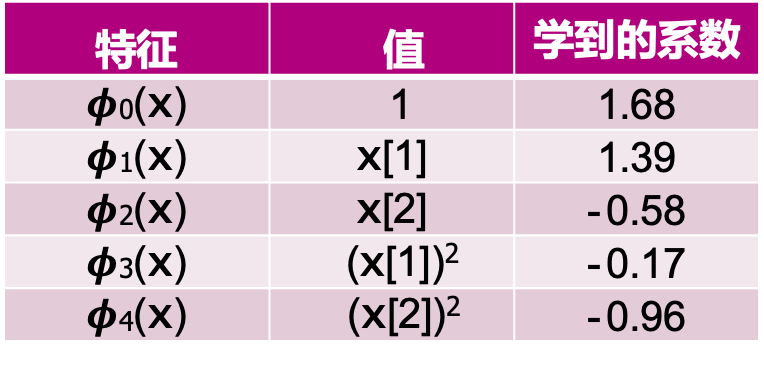 特征 值 学到的系数
ϕ0(x) 1 1.68
ϕ1(x) x[1] 1.39
ϕ2(x) x[2] -0.58
ϕ3(x) (x[1])² -0.17
ϕ4(x) (x[2])² -0.96